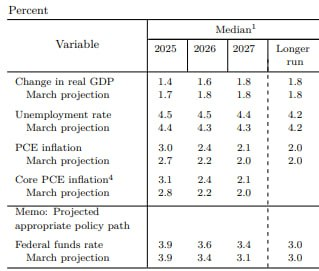 Percent
Median1
Variable 2025 2026 2027 Longer
run
Change in real GDP 1.4 1.6 1.8 1.8
March projection 1.7 1.8 1.8 1.8
Unemployment rate 4.5 4.5 4.4 4.2
March projection 4.4 4.3 4.3 4.2
PCE inflation 3.0 2.4 2.1 2.0
March projection 2.7 2.2 2.0 2.0
Core PCE inflation4 3.1 2.4 2.1
March projection 2.8 2.2 2.0
Memo: Projected
appropriate policy path
Federal funds rate 3.9 3.6 3.4 3.0
March projection 3.9 3.4 3.1 3.0